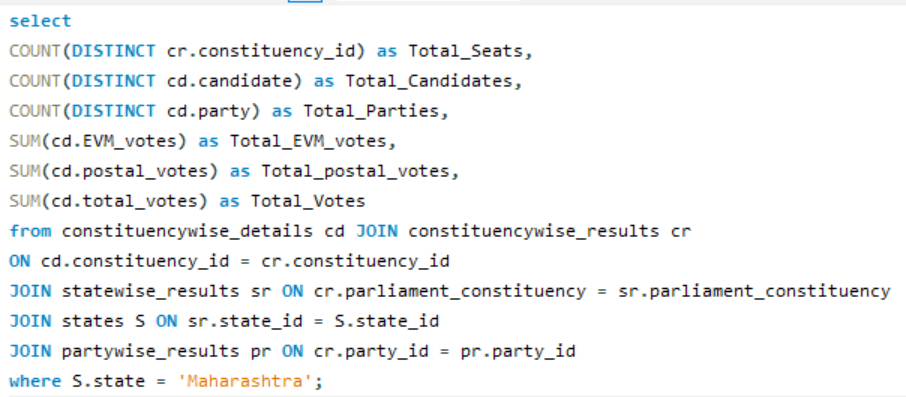 select
COUNT(DISTINCT cr.constituency_id) as Total_Seats,
COUNT(DISTINCT cd.candidate) as Total_Candidates,
COUNT(DISTINCT cd.party) as Total_Parties,
SUM(cd.EVM_votes) as Total_EVM_votes,
SUM(cd.postal_votes) as Total_postal_votes,
SUM(cd.total_votes) as Total_Votes
from constituencywise_details cd JOIN constituencywise_results cr
ON cd.constituency_id = cr.constituency_id
JOIN statewise_results sr ON cr.parliament_constituency = sr.parliament_constituency
JOIN states S ON sr.state_id = S.state_id
JOIN partywise_results pr ON cr.party_id = pr.party_id
where S.state = 'Maharashtra';